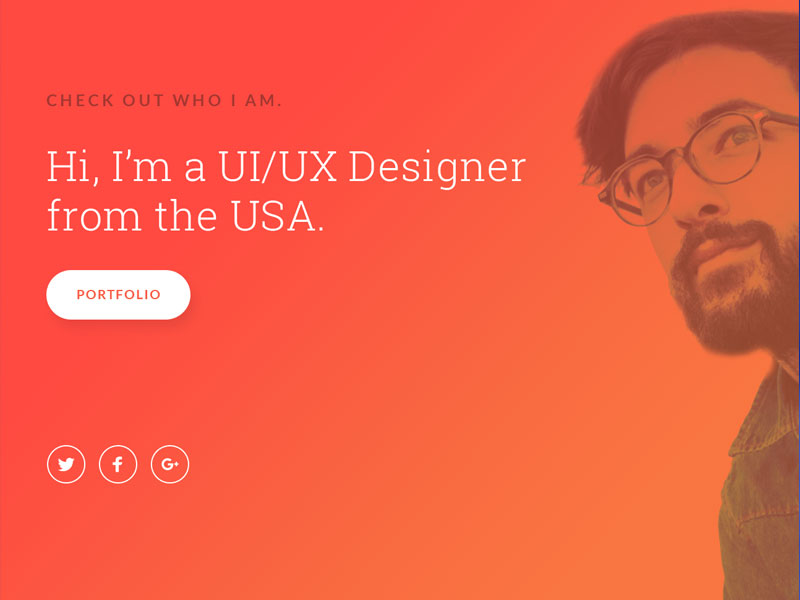 CHECK OUT WHO I AM.
Hi, I’m a UI/UX Designer
from the USA.
PORTFOLIO